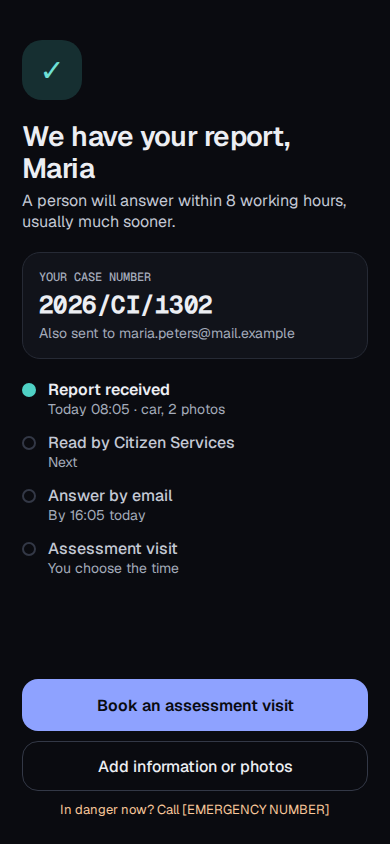 ✓
We have your report,
Maria
A person will answer within 8 working hours,
usually much sooner.
YOUR CASE NUMBER
2026/CI/1302
Also sent to maria.peters@mail.example
Report received
Today 08:05 · car, 2 photos
Read by Citizen Services
Next
Answer by email
By 16:05 today
Assessment visit
You choose the time
Book an assessment visit
Add information or photos
In danger now? Call [EMERGENCY NUMBER]